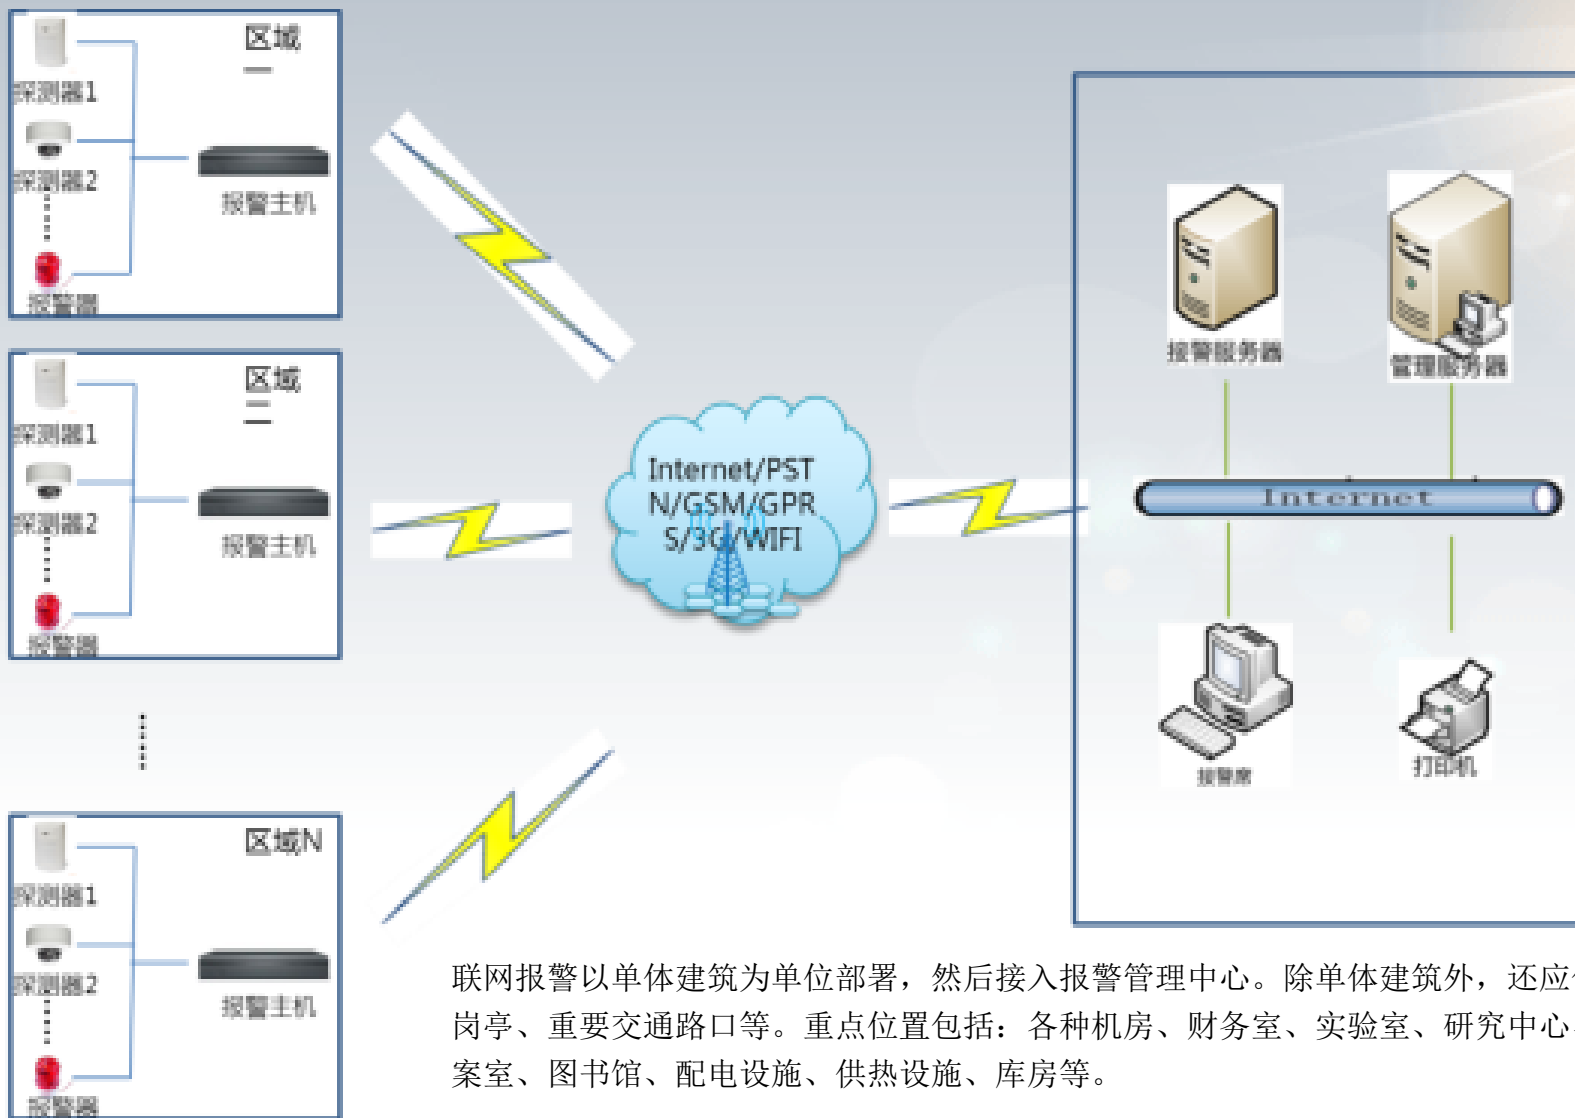 区域
一
探测器1
探测器2
报警主机
报警器
区域
二
探测器1
探测器2
报警主机
报警器
区域N
探测器1
探测器2
报警主机
报警器
Internet/PST
N/GSM/GPR
S/3G/WIFI
接警服务器
管理服务器
Internet
接警席
打印机
联网报警以单体建筑为单位部署，然后接入报警管理中心。除单体建筑外，还应
岗亭、重要交通路口等。重点位置包括：各种机房、财务室、实验室、研究中心
案室、图书馆、配电设施、供热设施、库房等。